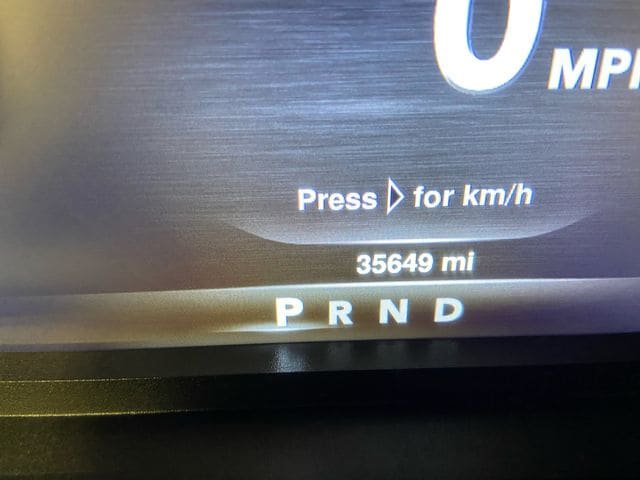 0 MPH
Press ▷ for km/h
35649 mi
P R N D